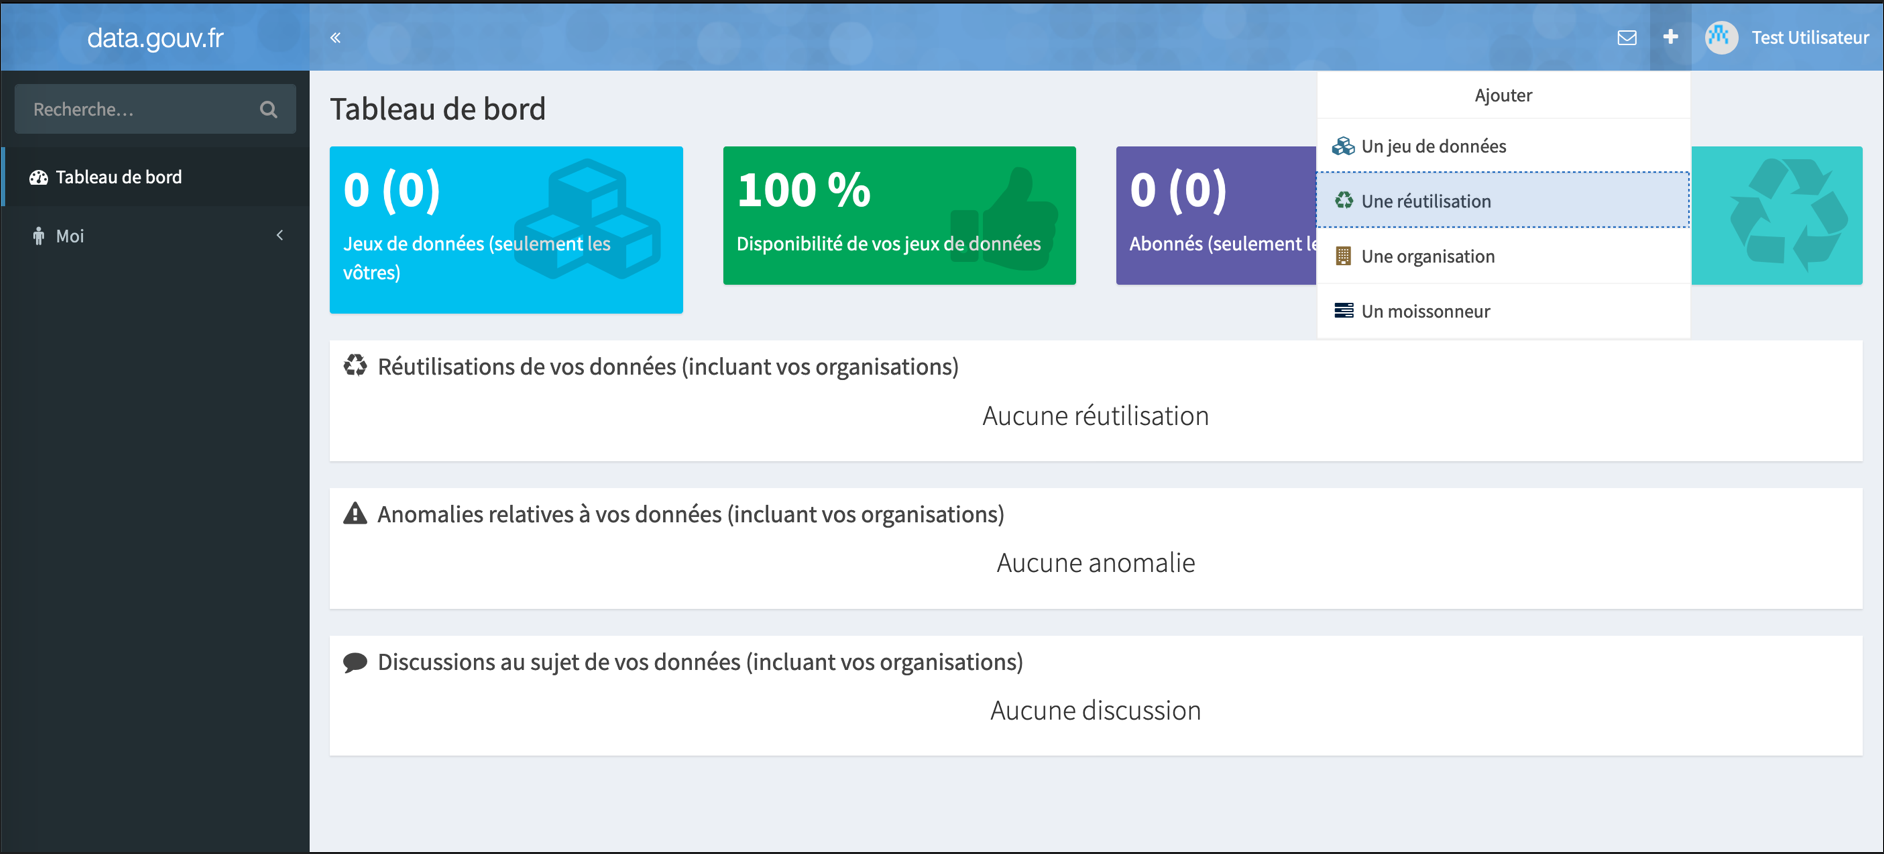 data.gouv.fr
«
Test Utilisateur
Recherche...
Tableau de bord
Moi
Tableau de bord
0 (0)
Jeux de données (seulement les
vôtres)
100 %
Disponibilité de vos jeux de données
0 (0)
Abonnés (seulement
Ajouter
Un jeu de données
Une réutilisation
Une organisation
Un moissonneur
Réutilisations de vos données (incluant vos organisations)
Aucune réutilisation
Anomalies relatives à vos données (incluant vos organisations)
Aucune anomalie
Discussions au sujet de vos données (incluant vos organisations)
Aucune discussion